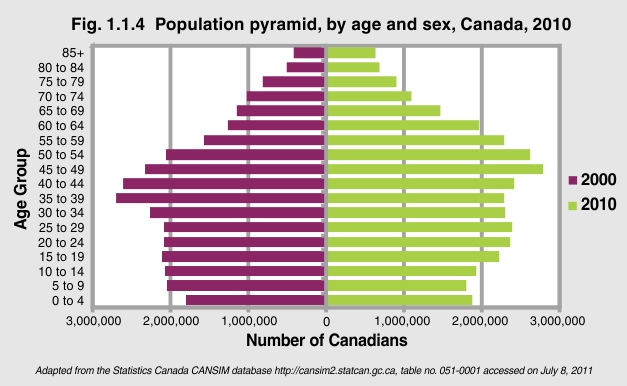 Fig. 1.1.4  Population pyramid, by age and sex, Canada, 2010
85+
80 to 84
75 to 79
70 to 74
65 to 69
60 to 64
55 to 59
50 to 54
45 to 49
40 to 44
35 to 39
30 to 34
25 to 29
20 to 24
15 to 19
10 to 14
5 to 9
0 to 4
Age Group
2000
2010
3,000,000 2,000,000 1,000,000 0 1,000,000 2,000,000 3,000,000
Number of Canadians
Adapted from the Statistics Canada CANSIM database http://cansim2.statcan.gc.ca, table no. 051-0001 accessed on July 8, 2011